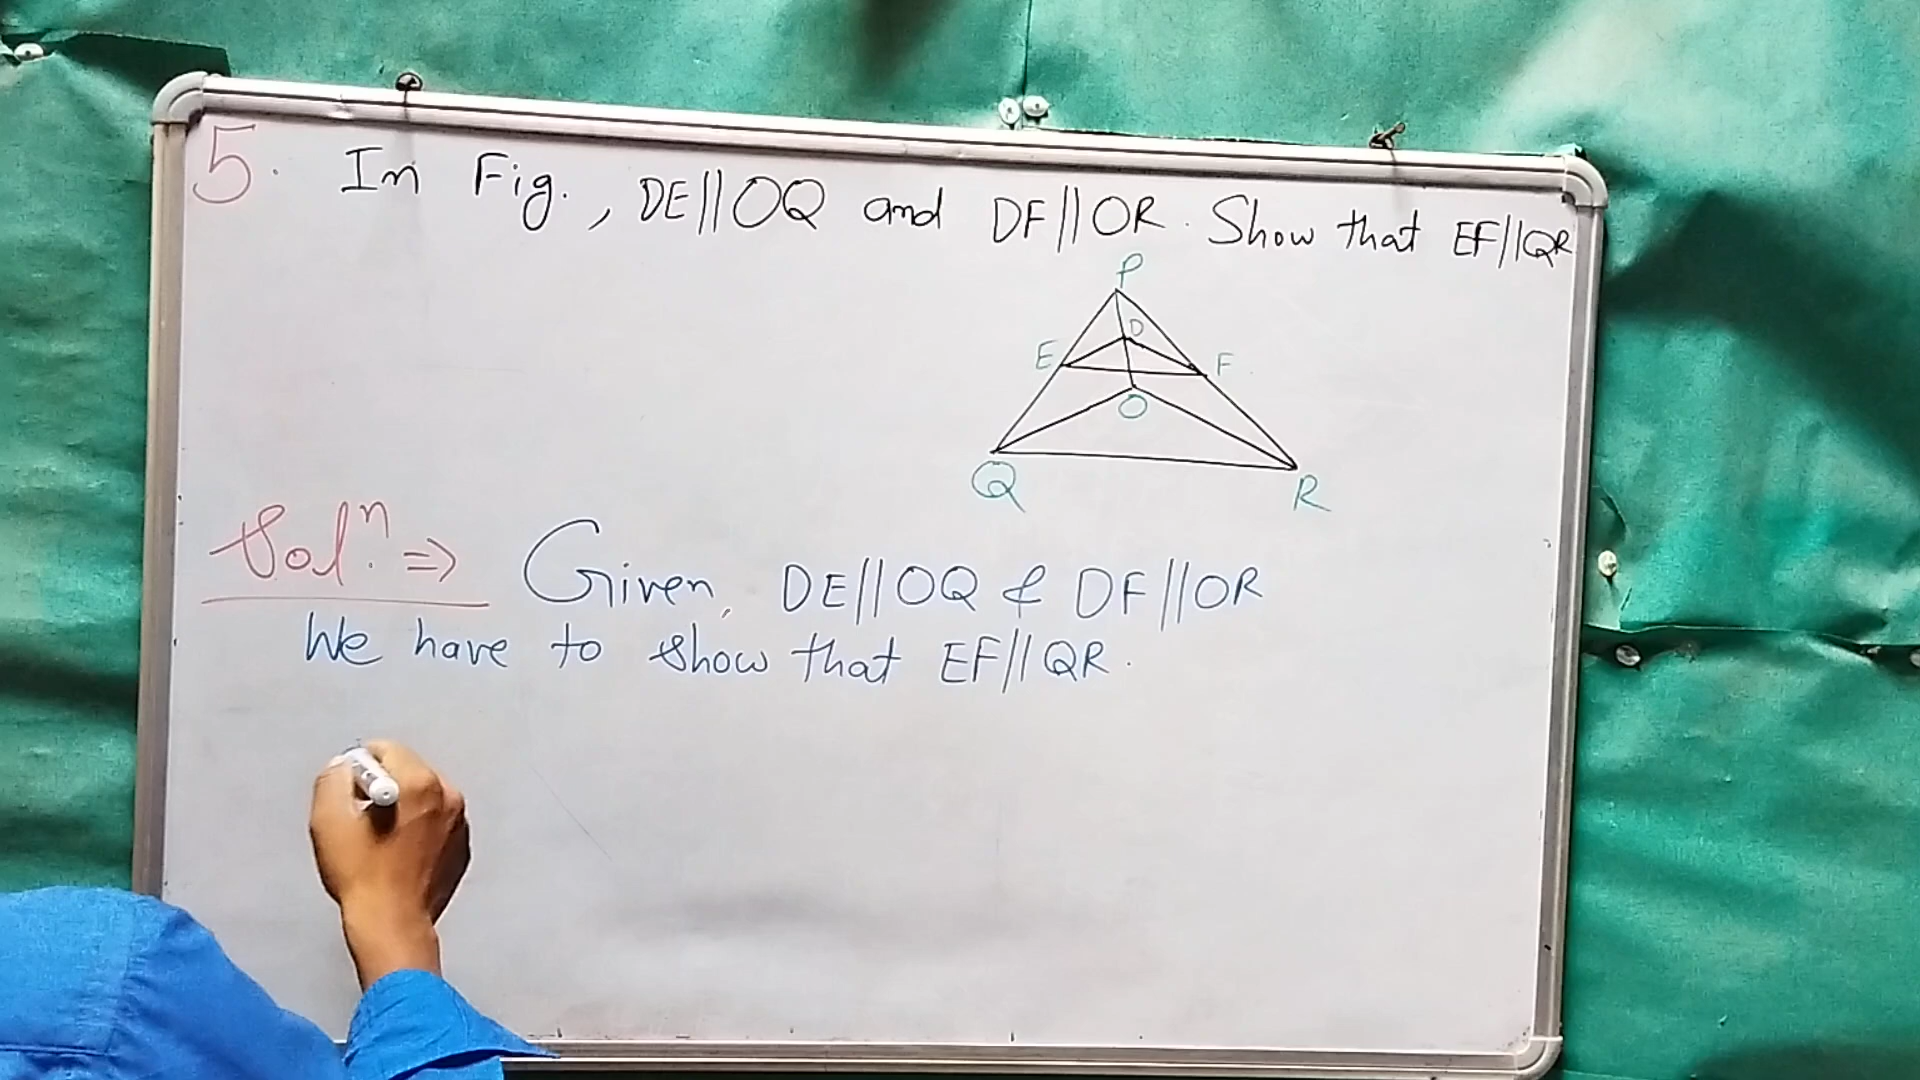 5. In Fig., DE||OQ and DF||OR. Show that EF||QR
P
D
E F
O
Q R
Solⁿ. => Given, DE||OQ & DF||OR
We have to show that EF||QR.